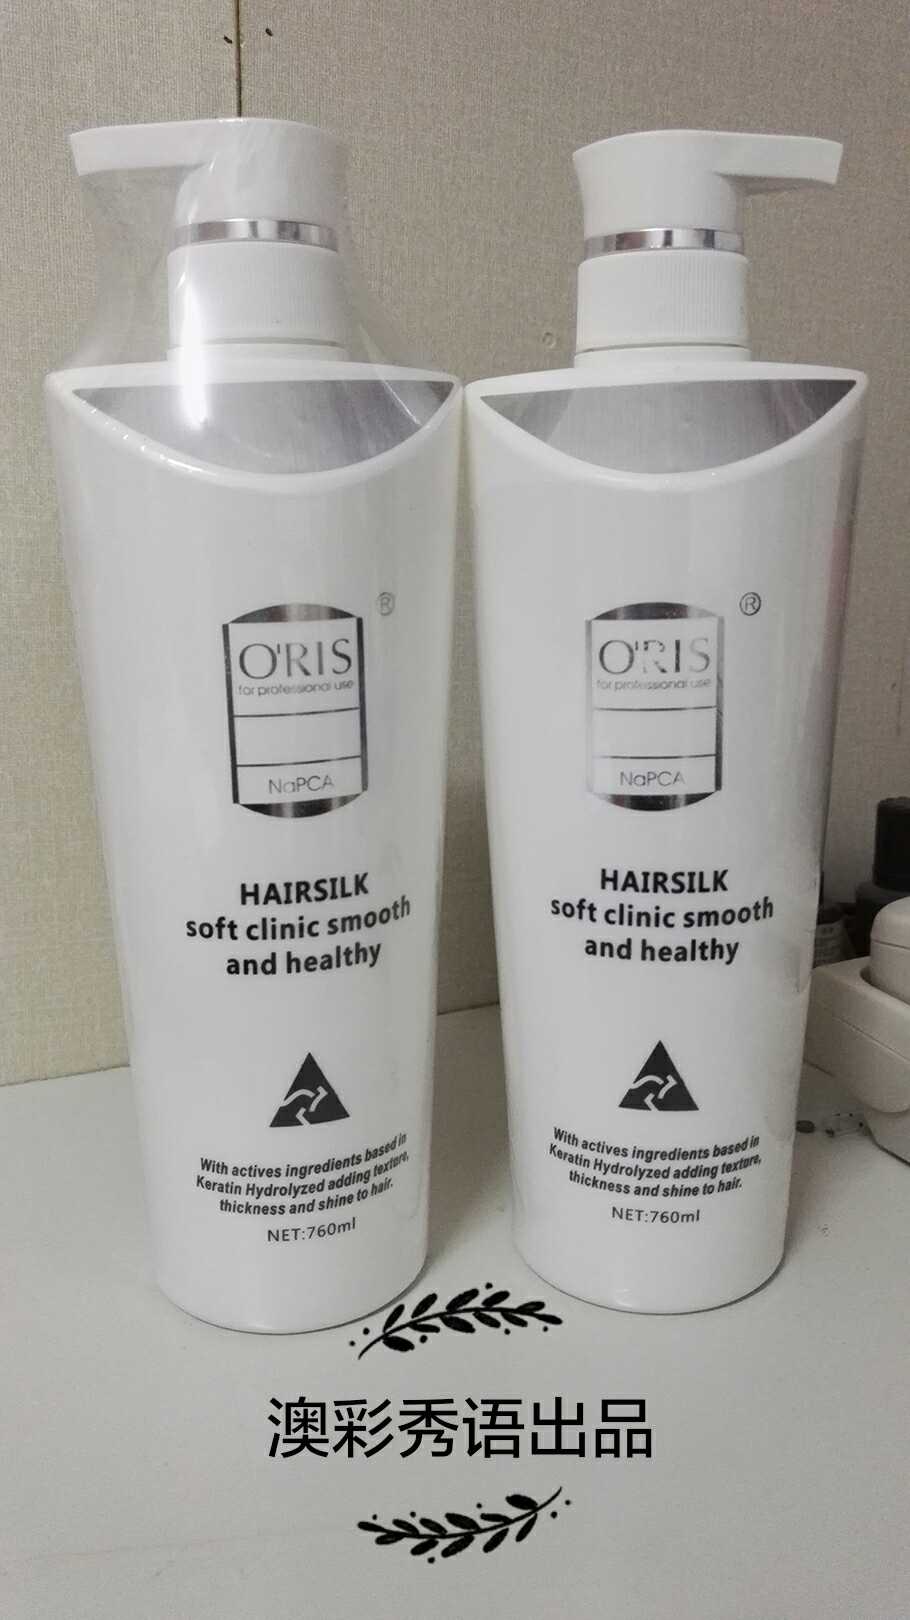 O'RIS
®
for professional use
NaPCA
HAIRSILK
soft clinic smooth
and healthy
With actives ingredients based in
Keratin Hydrolyzed adding texture,
thickness and shine to hair.
NET:760ml
O'RIS
®
for professional use
NaPCA
HAIRSILK
soft clinic smooth
and healthy
With actives ingredients based in
Keratin Hydrolyzed adding texture,
thickness and shine to hair.
NET:760ml
澳彩秀语出品